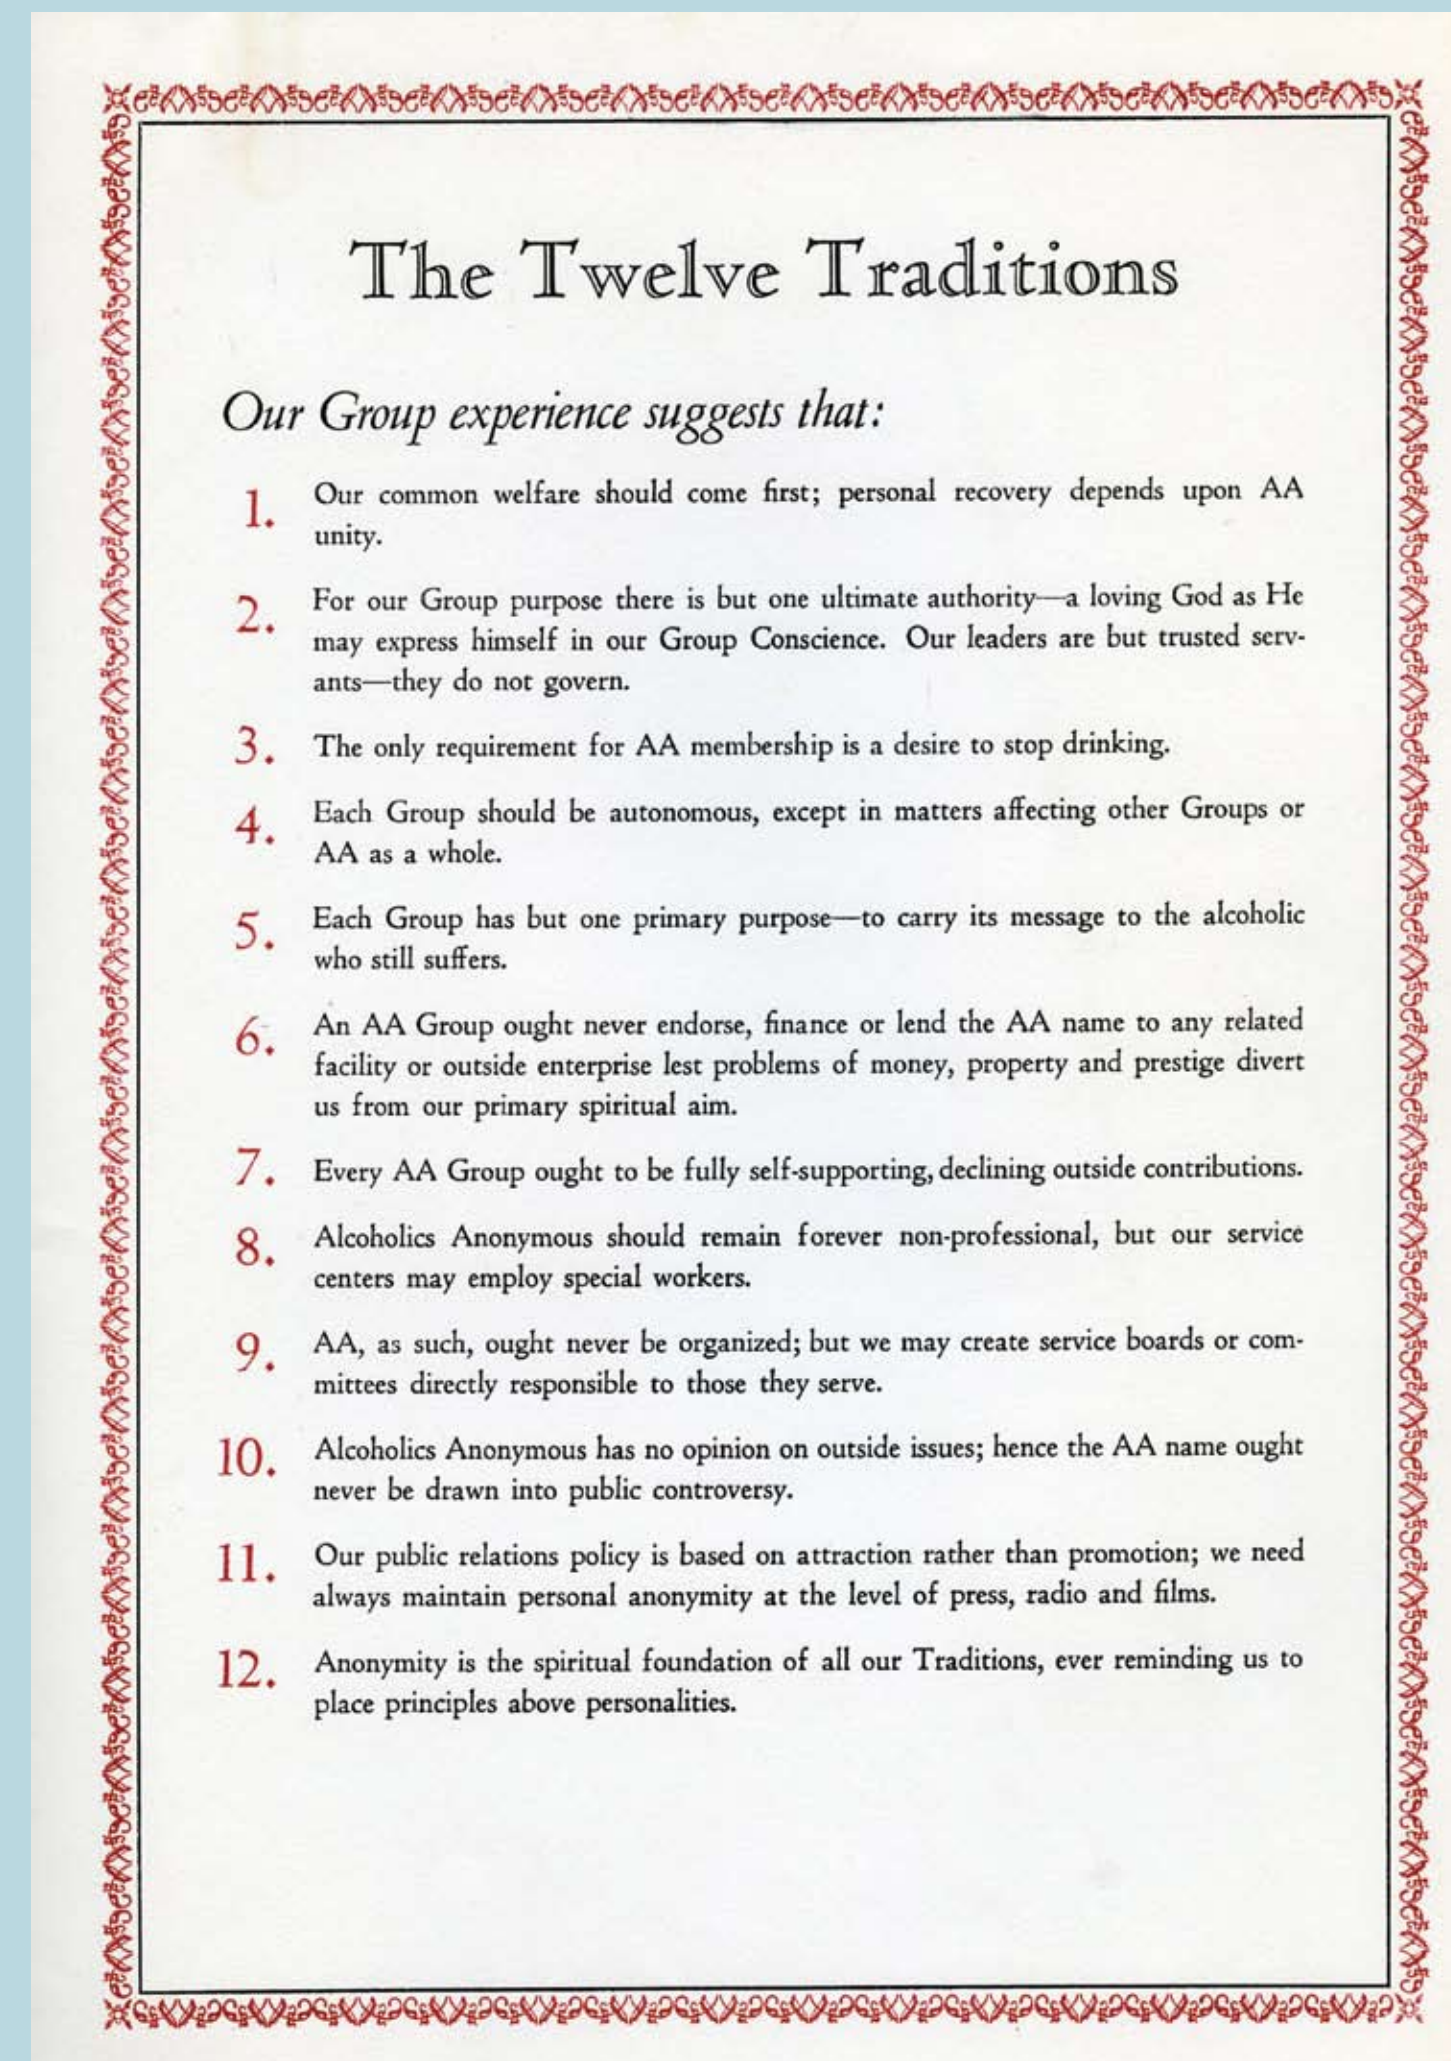 The Twelve Traditions
Our Group experience suggests that:
1. Our common welfare should come first; personal recovery depends upon AA
unity.
2. For our Group purpose there is but one ultimate authority—a loving God as He
may express himself in our Group Conscience. Our leaders are but trusted serv-
ants—they do not govern.
3. The only requirement for AA membership is a desire to stop drinking.
4. Each Group should be autonomous, except in matters affecting other Groups or
AA as a whole.
5. Each Group has but one primary purpose—to carry its message to the alcoholic
who still suffers.
6. An AA Group ought never endorse, finance or lend the AA name to any related
facility or outside enterprise lest problems of money, property and prestige divert
us from our primary spiritual aim.
7. Every AA Group ought to be fully self-supporting, declining outside contributions.
8. Alcoholics Anonymous should remain forever non-professional, but our service
centers may employ special workers.
9. AA, as such, ought never be organized; but we may create service boards or com-
mittees directly responsible to those they serve.
10. Alcoholics Anonymous has no opinion on outside issues; hence the AA name ought
never be drawn into public controversy.
11. Our public relations policy is based on attraction rather than promotion; we need
always maintain personal anonymity at the level of press, radio and films.
12. Anonymity is the spiritual foundation of all our Traditions, ever reminding us to
place principles above personalities.